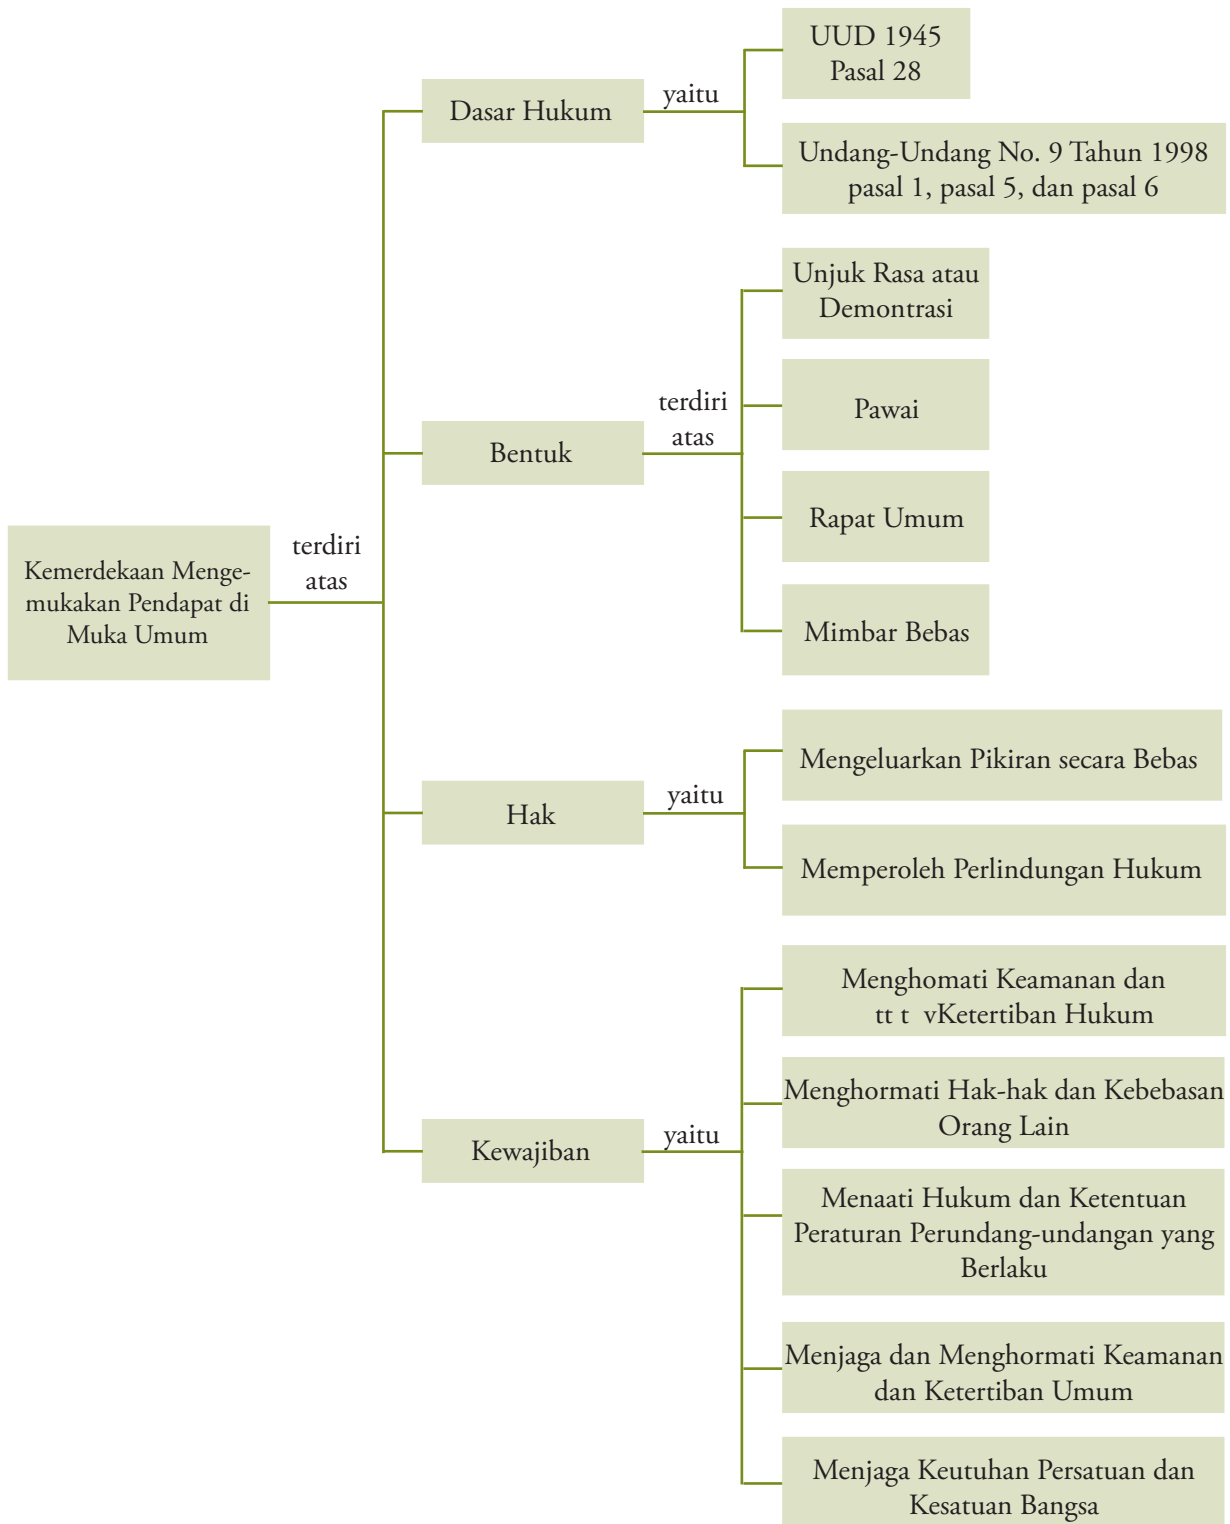 Kemerdekaan Menge-
mukakan Pendapat di
Muka Umum
terdiri
atas
Dasar Hukum
yaitu
UUD 1945
Pasal 28
Undang-Undang No. 9 Tahun 1998
pasal 1, pasal 5, dan pasal 6
Bentuk
terdiri
atas
Unjuk Rasa atau
Demontrasi
Pawai
Rapat Umum
Mimbar Bebas
Hak
yaitu
Mengeluarkan Pikiran secara Bebas
Memperoleh Perlindungan Hukum
Kewajiban
yaitu
Menghomati Keamanan dan
tt t vKetertiban Hukum
Menghormati Hak-hak dan Kebebasan
Orang Lain
Menaati Hukum dan Ketentuan
Peraturan Perundang-undangan yang
Berlaku
Menjaga dan Menghormati Keamanan
dan Ketertiban Umum
Menjaga Keutuhan Persatuan dan
Kesatuan Bangsa